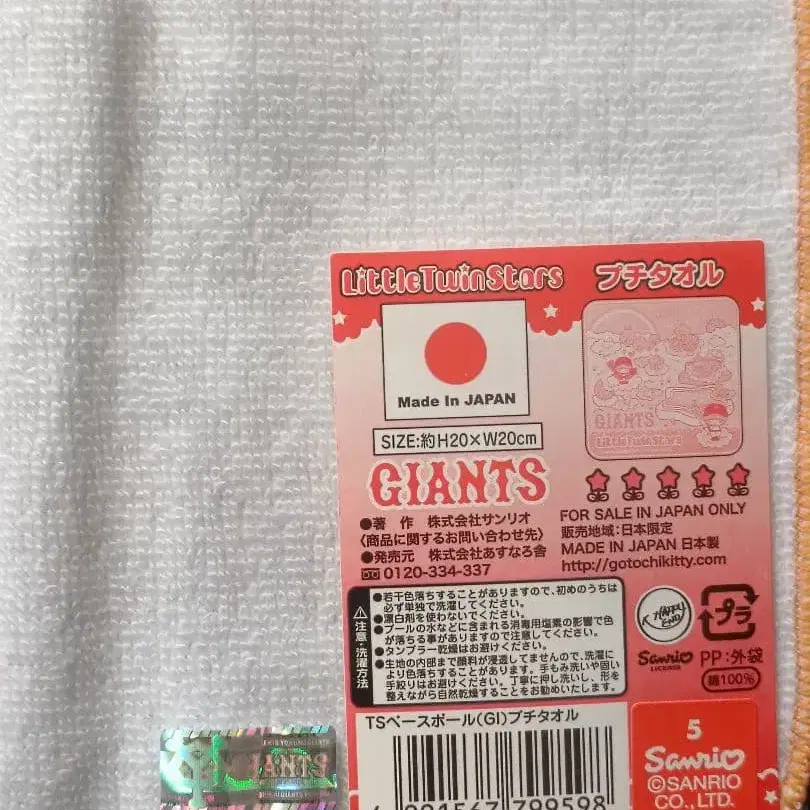 LittleTwinStars プチタオル
Made In JAPAN
SIZE:約H20×W20cm
GIANTS
GIANTS
LittleTwinStars
●著 作 株式会社サンリオ
〈商品に関するお問い合わせ先〉
●発売元 株式会社あすなろ舎
0120-334-337
FOR SALE IN JAPAN ONLY
販売地域:日本限定
MADE IN JAPAN 日本製
http://gotochikitty.com
注意・洗濯方法
●若干色落ちすることがありますので、初めのうちは
必ず単独で洗濯してください。
●漂白剤を使わないでください。
●プールの水などに含まれる消毒用塩素の影響で色
が落ちる事がありますので注意してください。
●タンブラー乾燥はお避けください。
●生地の内部まで顔料が浸透してませんので、洗濯に
より色落ちすることがあります。手もみ洗いや固い
手絞りはお避けください。丁寧に押し洗いし、形を
整えながら自然乾燥することをお勧めいたします。
A HAPPY
END
プラ
Sanrio
LICENSE
PP:外袋
綿100%
TSベースボール(GI)プチタオル
5
Sanrio
©SANRIO
CO.,LTD.
GIANTS